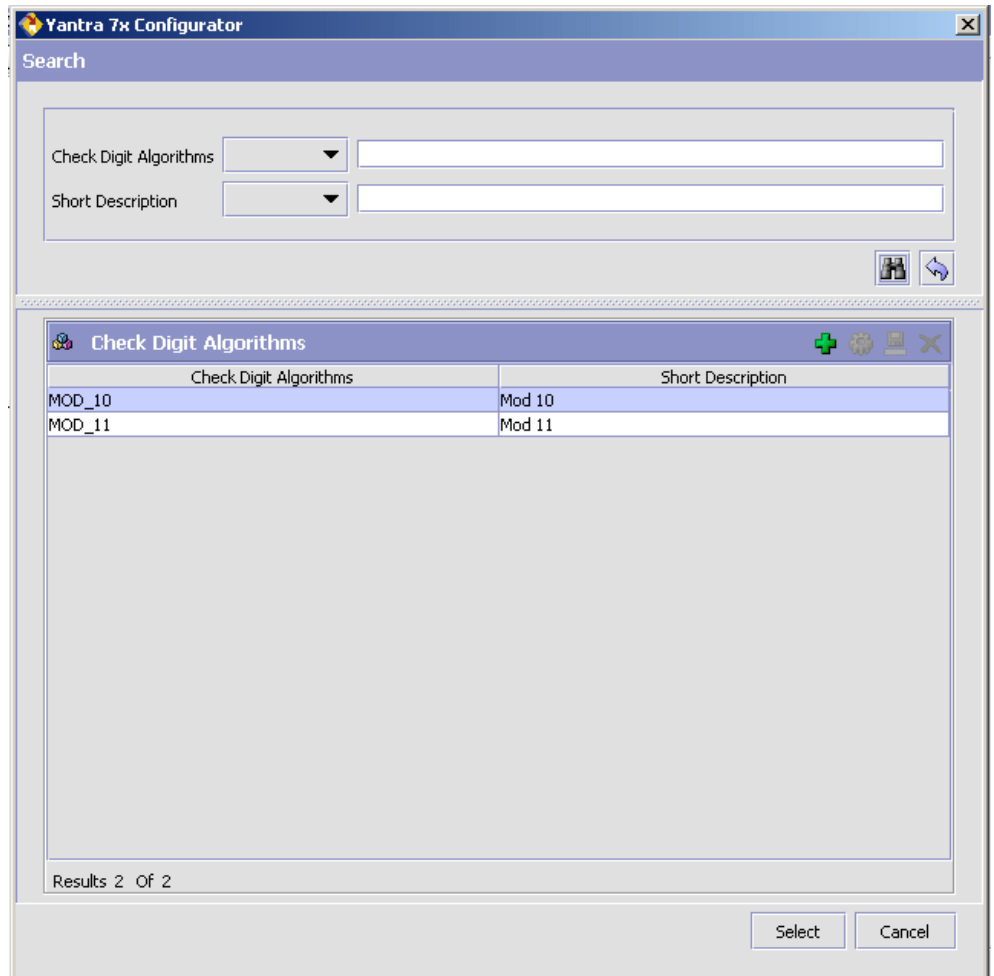 Yantra 7x Configurator
Search
Check Digit Algorithms
Short Description
Check Digit Algorithms
Check Digit Algorithms Short Description
MOD_10 Mod 10
MOD_11 Mod 11
Results 2 Of 2
Select Cancel